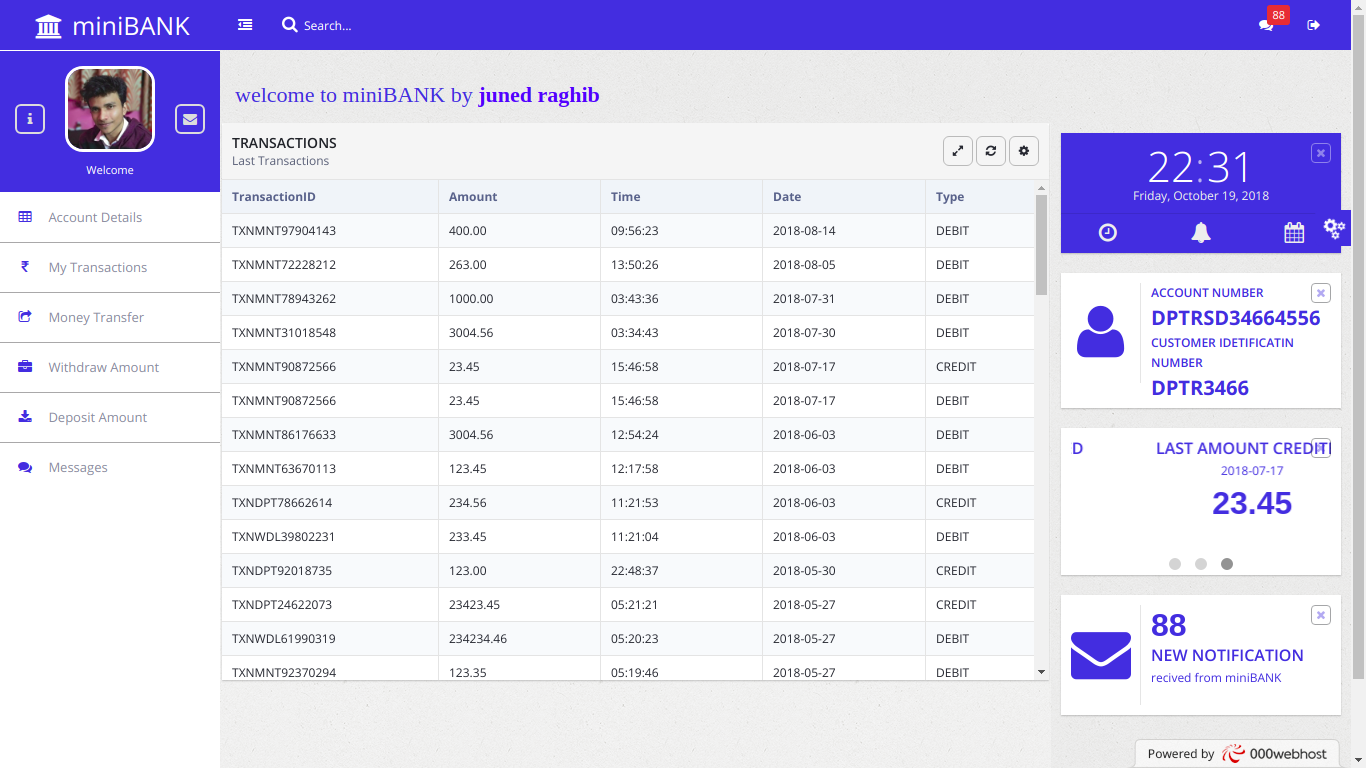 miniBANK
Search...
88
Welcome
Account Details
My Transactions
Money Transfer
Withdraw Amount
Deposit Amount
Messages
welcome to miniBANK by juned raghib
TRANSACTIONS
Last Transactions
TransactionID Amount Time Date Type
TXNMNT97904143 400.00 09:56:23 2018-08-14 DEBIT
TXNMNT72228212 263.00 13:50:26 2018-08-05 DEBIT
TXNMNT78943262 1000.00 03:43:36 2018-07-31 DEBIT
TXNMNT31018548 3004.56 03:34:43 2018-07-30 DEBIT
TXNMNT90872566 23.45 15:46:58 2018-07-17 CREDIT
TXNMNT90872566 23.45 15:46:58 2018-07-17 DEBIT
TXNMNT86176633 3004.56 12:54:24 2018-06-03 DEBIT
TXNMNT63670113 123.45 12:17:58 2018-06-03 DEBIT
TXNDPT78662614 234.56 11:21:53 2018-06-03 CREDIT
TXNWDL39802231 233.45 11:21:04 2018-06-03 DEBIT
TXNDPT92018735 123.00 22:48:37 2018-05-30 CREDIT
TXNDPT24622073 23423.45 05:21:21 2018-05-27 CREDIT
TXNWDL61990319 234234.46 05:20:23 2018-05-27 DEBIT
TXNMNT92370294 123.35 05:19:46 2018-05-27 DEBIT
22:31
Friday, October 19, 2018
ACCOUNT NUMBER
DPTRSD34664556
CUSTOMER IDETIFICATIN
NUMBER
DPTR3466
D LAST AMOUNT CREDITI
2018-07-17
23.45
88
NEW NOTIFICATION
recived from miniBANK
Powered by 000webhost